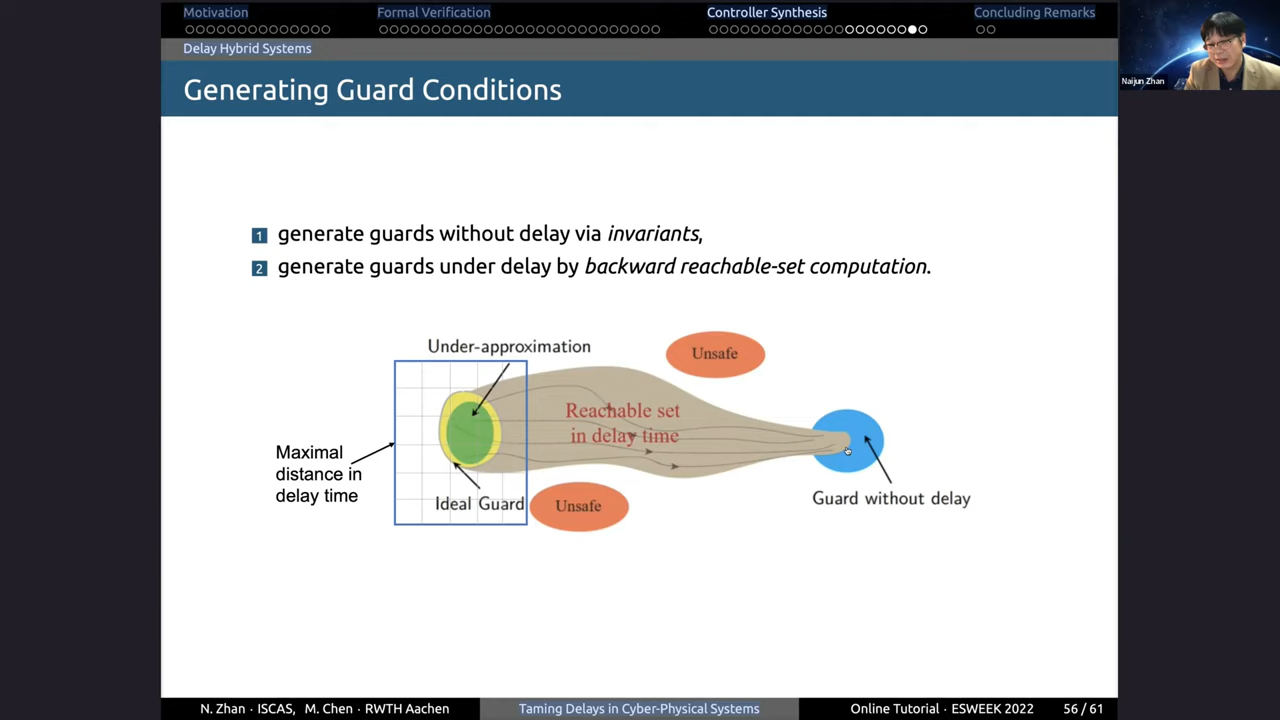 Motivation
Formal Verification
Controller Synthesis
Concluding Remarks
Delay Hybrid Systems
Naijun Zhan
Generating Guard Conditions
1 generate guards without delay via invariants,
2 generate guards under delay by backward reachable-set computation.
Under-approximation
Unsafe
Reachable set
in delay time
Maximal
distance in
delay time
Ideal Guard
Unsafe
Guard without delay
N. Zhan · ISCAS, M. Chen · RWTH Aachen
Taming Delays in Cyber-Physical Systems
Online Tutorial · ESWEEK 2022
56 / 61